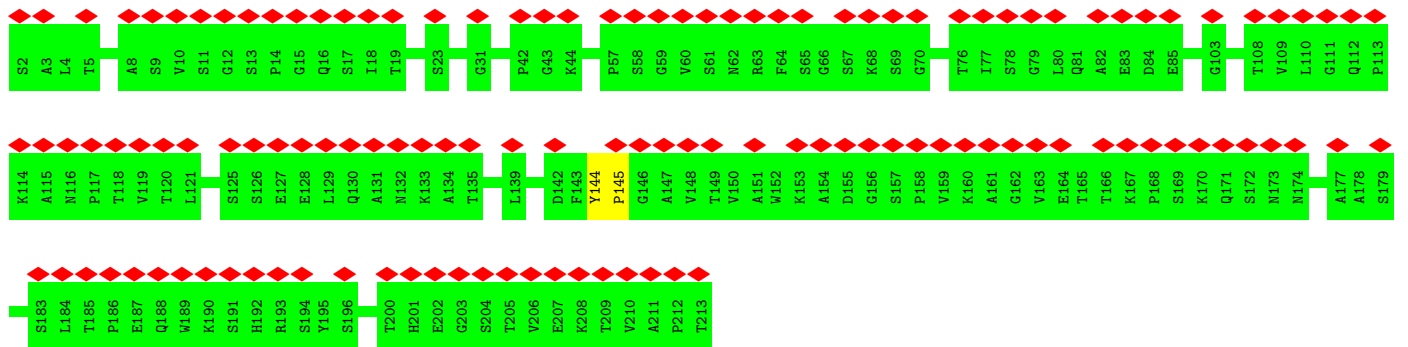 S2 A3 L4 T5 A8 S9 V10 S11 G12 S13 P14 G15 Q16 S17 I18 T19 S23 G31 P42 G43 K44 P57 S58 G59 V60 S61 N62 R63 F64 S65 G66 S67 K68 S69 G70 T76 I77 S78 G79 L80 Q81 A82 E83 D84 E85 G103 T108 V109 L110 G111 Q112 P113
K114 A115 N116 P117 T118 V119 T120 L121 S125 S126 E127 E128 L129 Q130 A131 N132 K133 A134 T135 L139 D142 F143 Y144 P145 G146 A147 V148 T149 V150 A151 W152 K153 A154 D155 G156 S157 P158 V159 K160 A161 G162 V163 E164 T165 T166 K167 P168 S169 K170 Q171 S172 N173 N174 A177 A178 S179
S183 L184 T185 P186 E187 Q188 W189 K190 S191 H192 R193 S194 Y195 S196 T200 H201 E202 G203 S204 T205 V206 E207 K208 T209 V210 A211 P212 T213